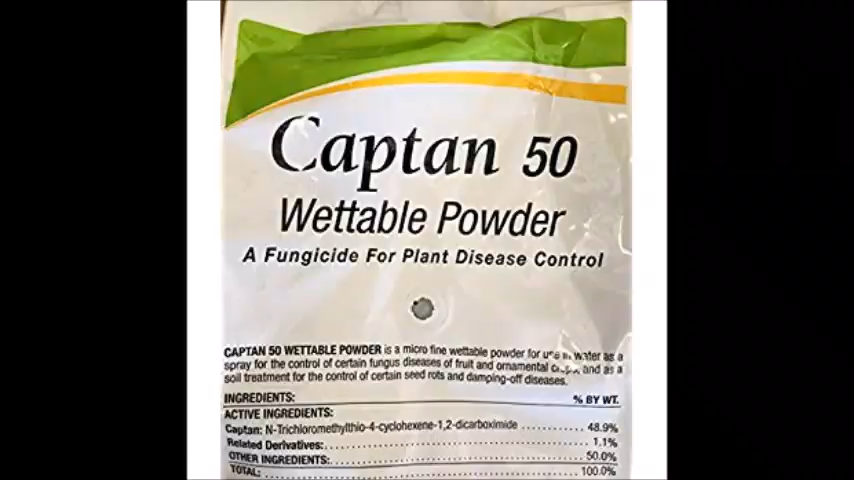 Captan 50
Wettable Powder
A Fungicide For Plant Disease Control
CAPTAN 50 WETTABLE POWDER is a micro fine wettable powder for use in water as a
spray for the control of certain fungus diseases of fruit and ornamental and as a
soil treatment for the control of certain seed rots and damping-off diseases.
INGREDIENTS: % BY WT.
ACTIVE INGREDIENTS:
Captan: N-Trichloromethylthio-4-cyclohexene-1,2-dicarboximide .......... 48.9%
Related Derivatives:.......... 1.1%
OTHER INGREDIENTS:.......... 50.0%
TOTAL:.......... 100.0%